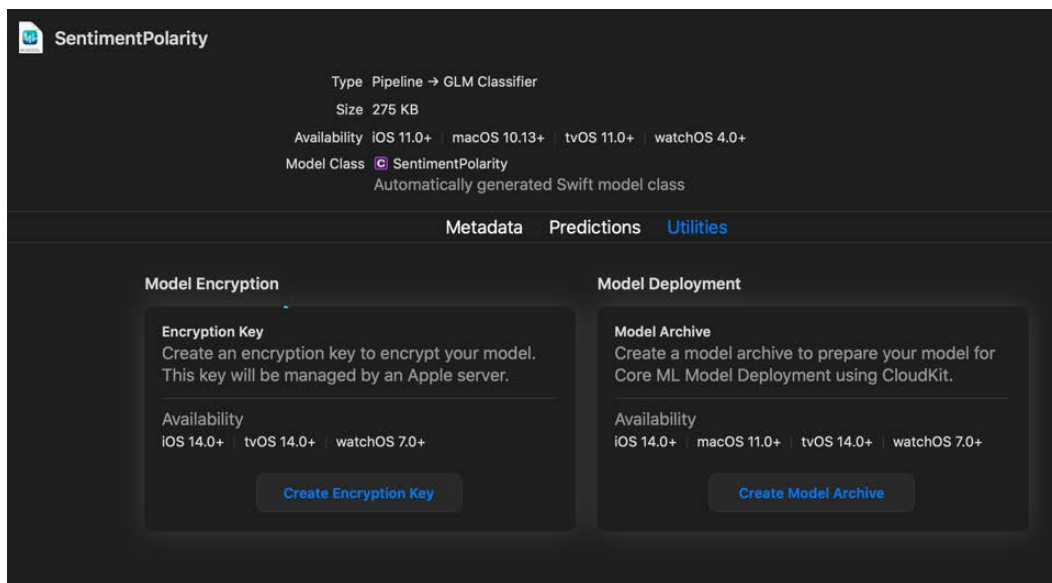 SentimentPolarity
Type Pipeline → GLM Classifier
Size 275 KB
Availability iOS 11.0+ macOS 10.13+ tvOS 11.0+ watchOS 4.0+
Model Class C SentimentPolarity
Automatically generated Swift model class
Metadata Predictions Utilities
Model Encryption
Encryption Key
Create an encryption key to encrypt your model.
This key will be managed by an Apple server.
Availability
iOS 14.0+ tvOS 14.0+ watchOS 7.0+
Create Encryption Key
Model Deployment
Model Archive
Create a model archive to prepare your model for
Core ML Model Deployment using CloudKit.
Availability
iOS 14.0+ macOS 11.0+ tvOS 14.0+ watchOS 7.0+
Create Model Archive